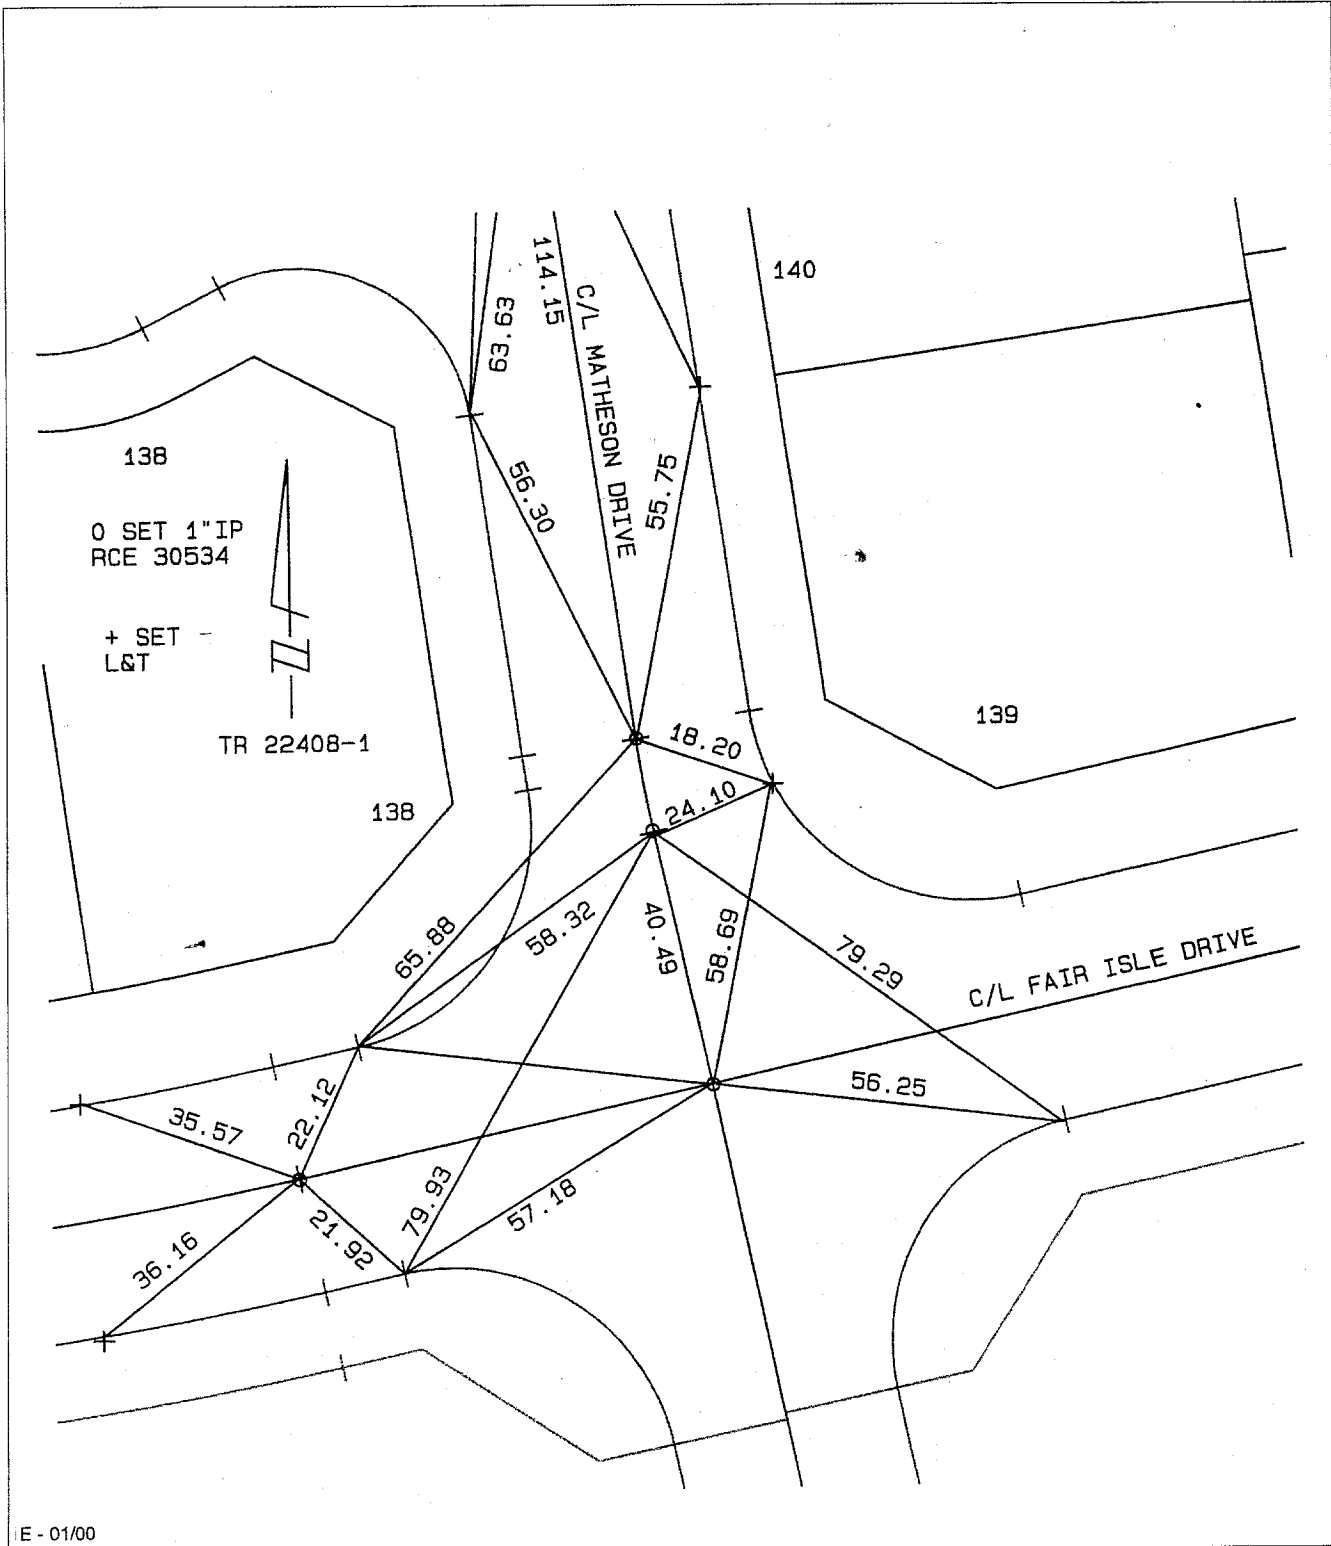 140
114.15
C/L MATHESON DRIVE
63.63
138
56.30
55.75
O SET 1"IP
RCE 30534
+ SET -
L&T
N
TR 22408-1
138
139
18.20
24.10
65.88
58.32
40.49
58.69
79.29
C/L FAIR ISLE DRIVE
56.25
22.12
35.57
79.93
57.18
21.92
36.16
E - 01/00